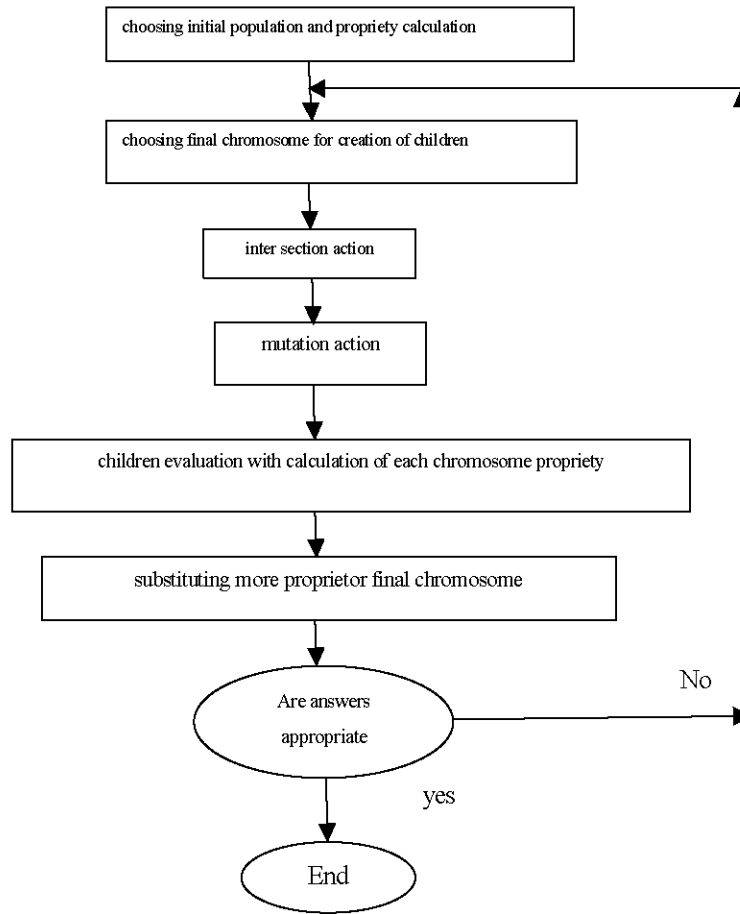 choosing initial population and propriety calculation
choosing final chromosome for creation of children
inter section action
mutation action
children evaluation with calculation of each chromosome propriety
substituting more proprietor final chromosome
Are answers
appropriate
No
yes
End